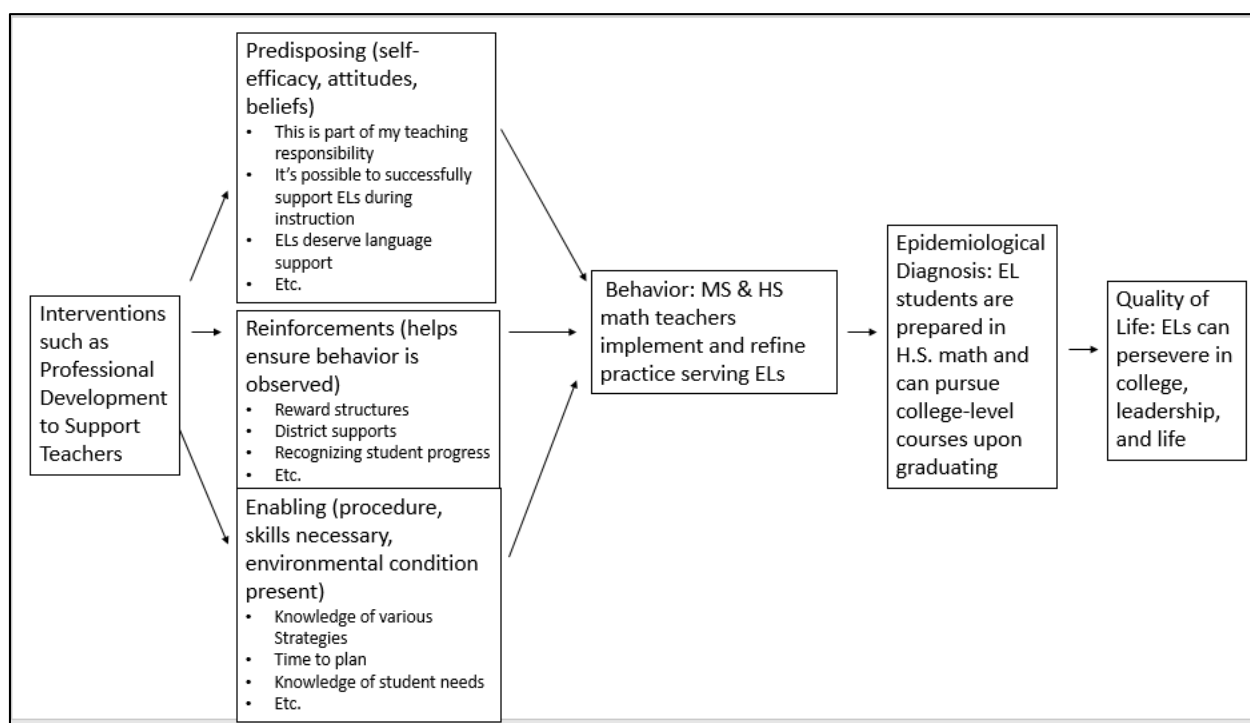 Interventions
such as
Professional
Development
to Support
Teachers
Predisposing (self-
efficacy, attitudes,
beliefs)
• This is part of my teaching
responsibility
• It's possible to successfully
support ELs during
instruction
• ELs deserve language
support
• Etc.
Reinforcements (helps
ensure behavior is
observed)
• Reward structures
• District supports
• Recognizing student progress
• Etc.
Enabling (procedure,
skills necessary,
environmental condition
present)
• Knowledge of various
Strategies
• Time to plan
• Knowledge of student needs
• Etc.
Behavior: MS & HS
math teachers
implement and refine
practice serving ELs
Epidemiological
Diagnosis: EL
students are
prepared in
H.S. math and
can pursue
college-level
courses upon
graduating
Quality of
Life: ELs can
persevere in
college,
leadership,
and life